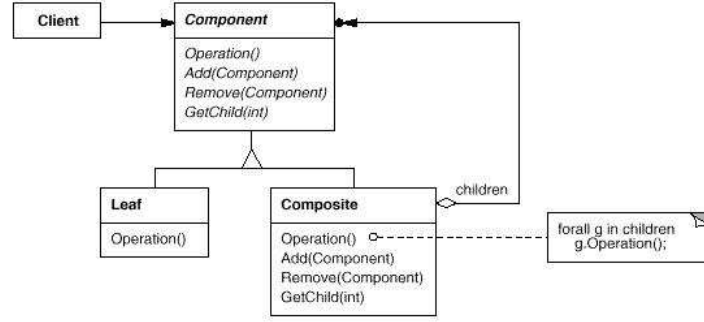 Client
Component
Operation()
Add(Component)
Remove(Component)
GetChild(int)
Leaf
Operation()
Composite
Operation()
Add(Component)
Remove(Component)
GetChild(int)
children
forall g in children
g.Operation();